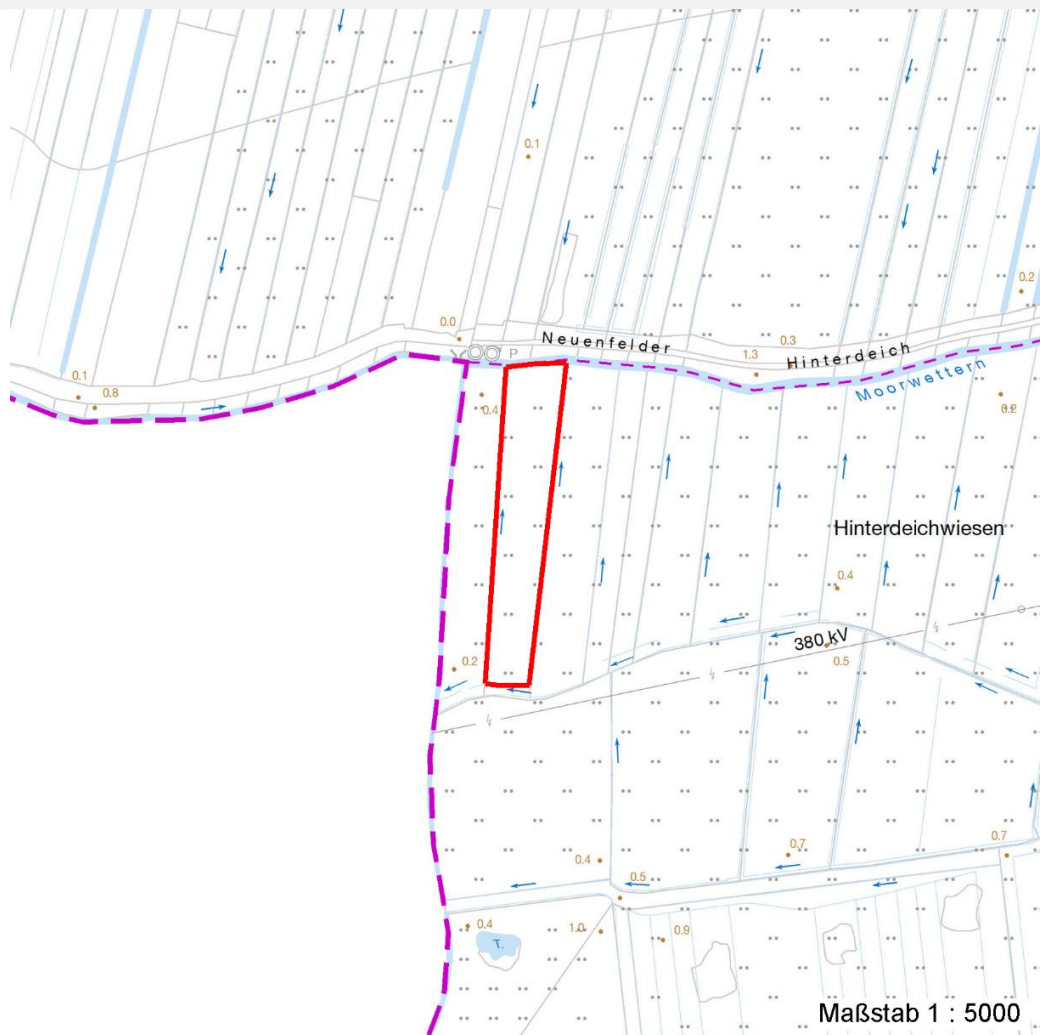 0.1
0.2
0.0
P
Neuenfelder
0.3
1.3
Hinterdeich
Moorwettern
0.1
0.8
0.4
0.2
Hinterdeichwiesen
0.4
380 kV
0.5
0.2
0.7
0.7
0.4
0.5
0.4
1.0
0.9
T.
Maßstab 1 : 5000